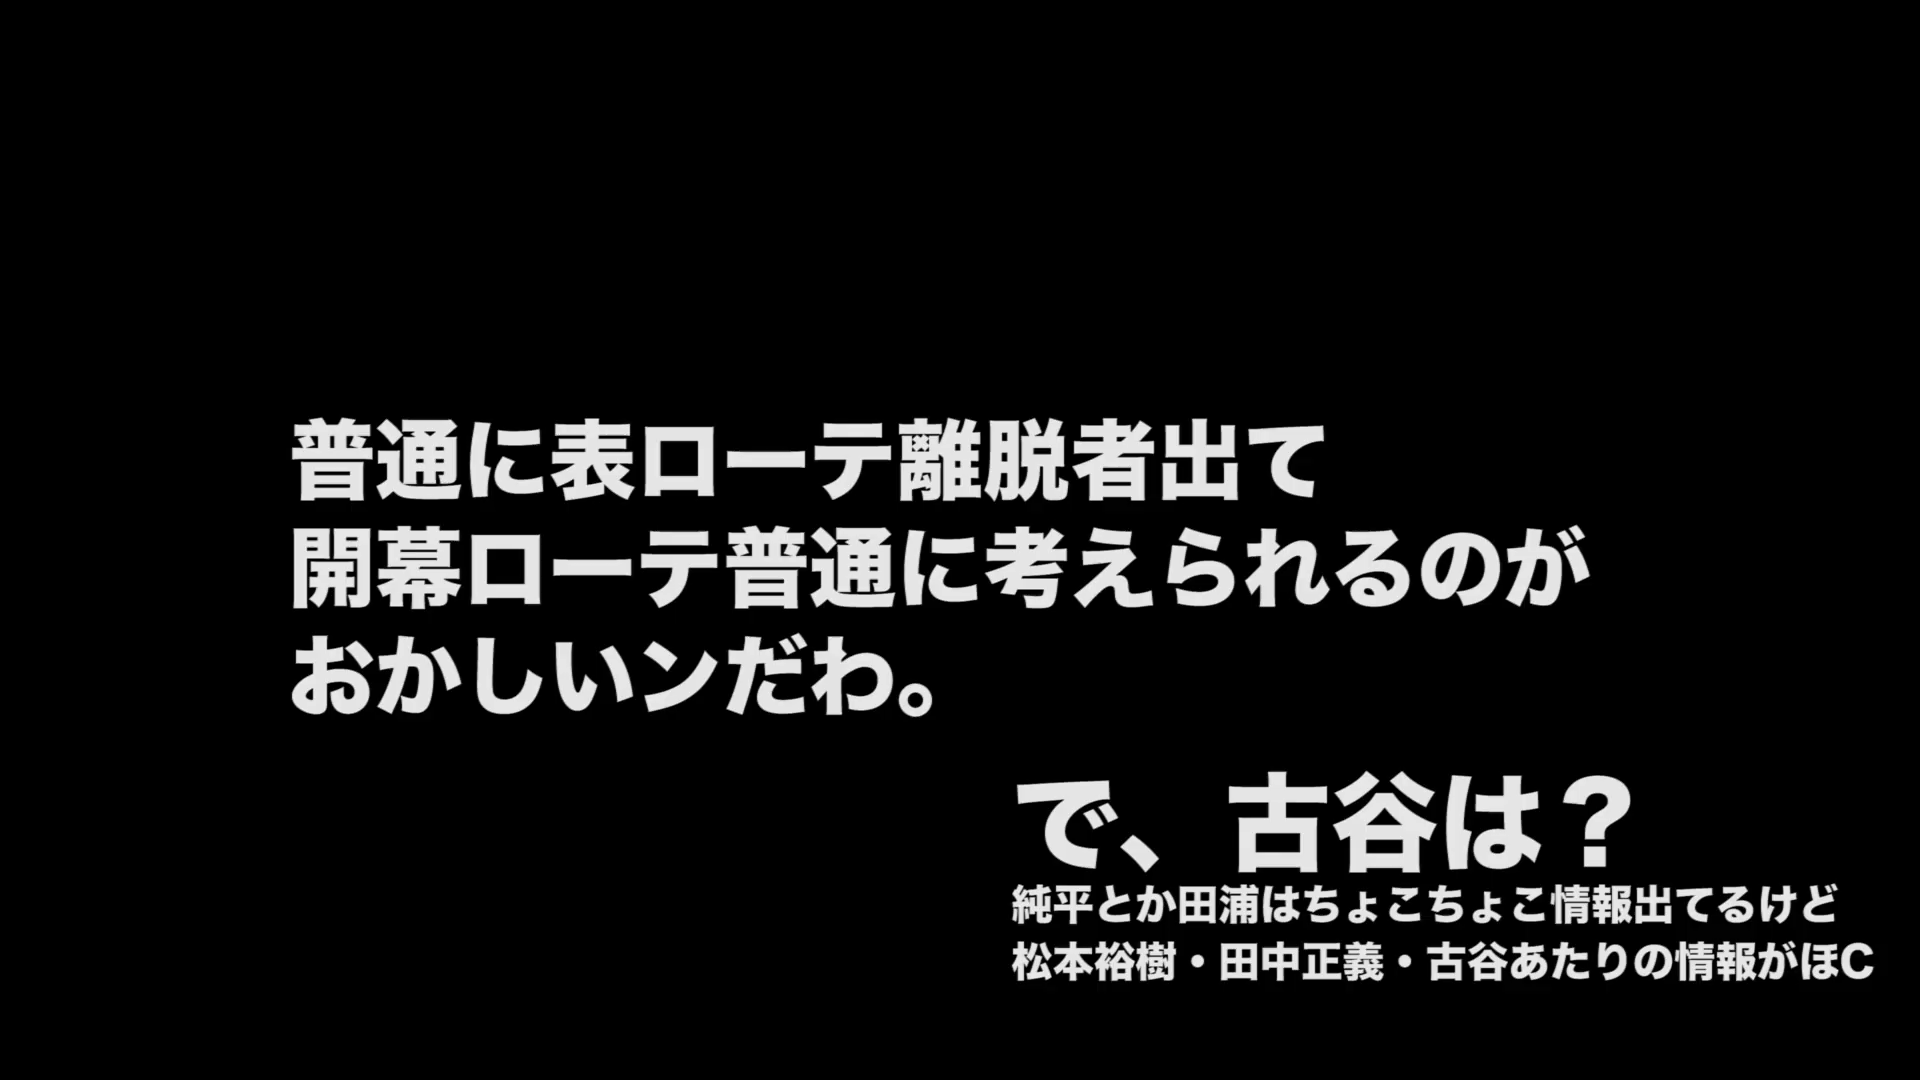 普通に表ローテ離脱者出て
開幕ローテ普通に考えられるのが
おかしいンだわ。
で、古谷は？
純平とか田浦はちょこちょこ情報出てるけど
松本裕樹・田中正義・古谷あたりの情報がほC